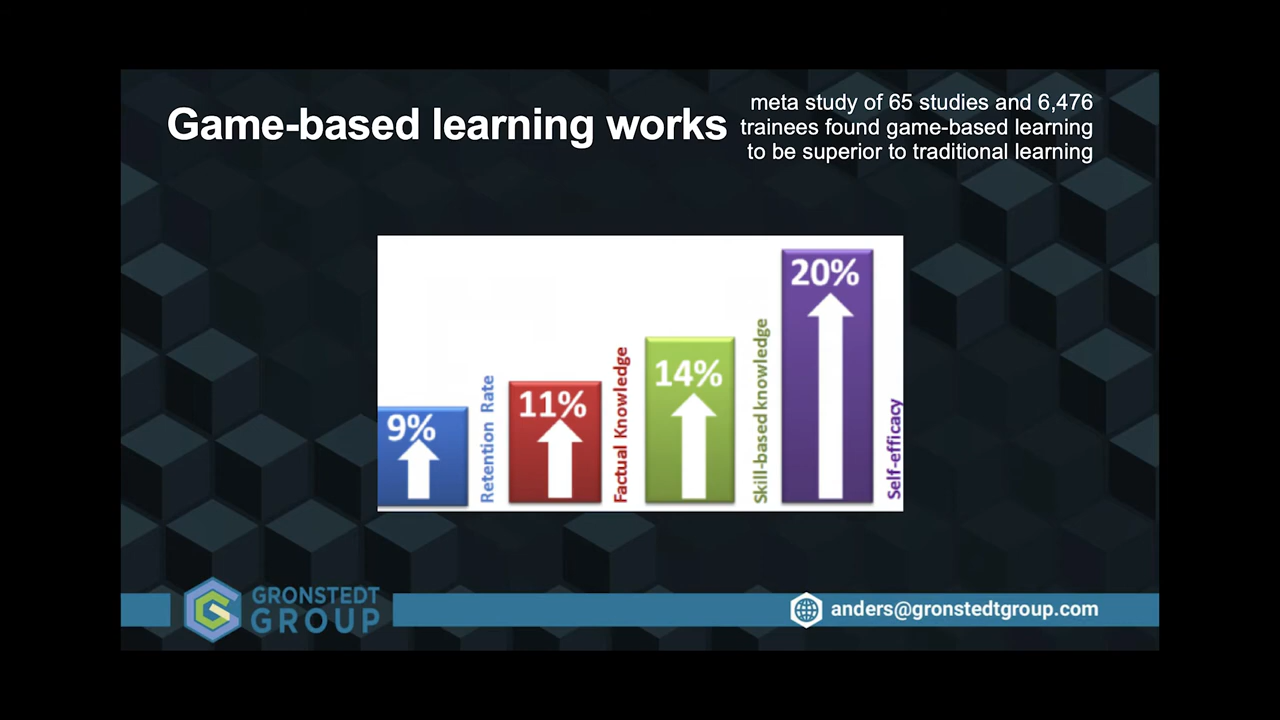 Game-based learning works
meta study of 65 studies and 6,476
trainees found game-based learning
to be superior to traditional learning
9%
Retention Rate
11%
Factual Knowledge
14%
Skill-based knowledge
20%
Self-efficacy
GRONSTEDT
GROUP
anders@gronstedtgroup.com